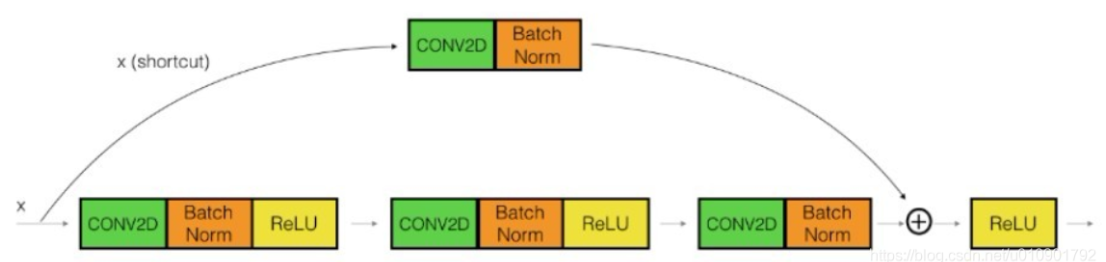 CONV2D
Batch
Norm
x (shortcut)
x
CONV2D
Batch
Norm
ReLU
CONV2D
Batch
Norm
ReLU
CONV2D
Batch
Norm
ReLU
https://blog.csdn.net/u010901792